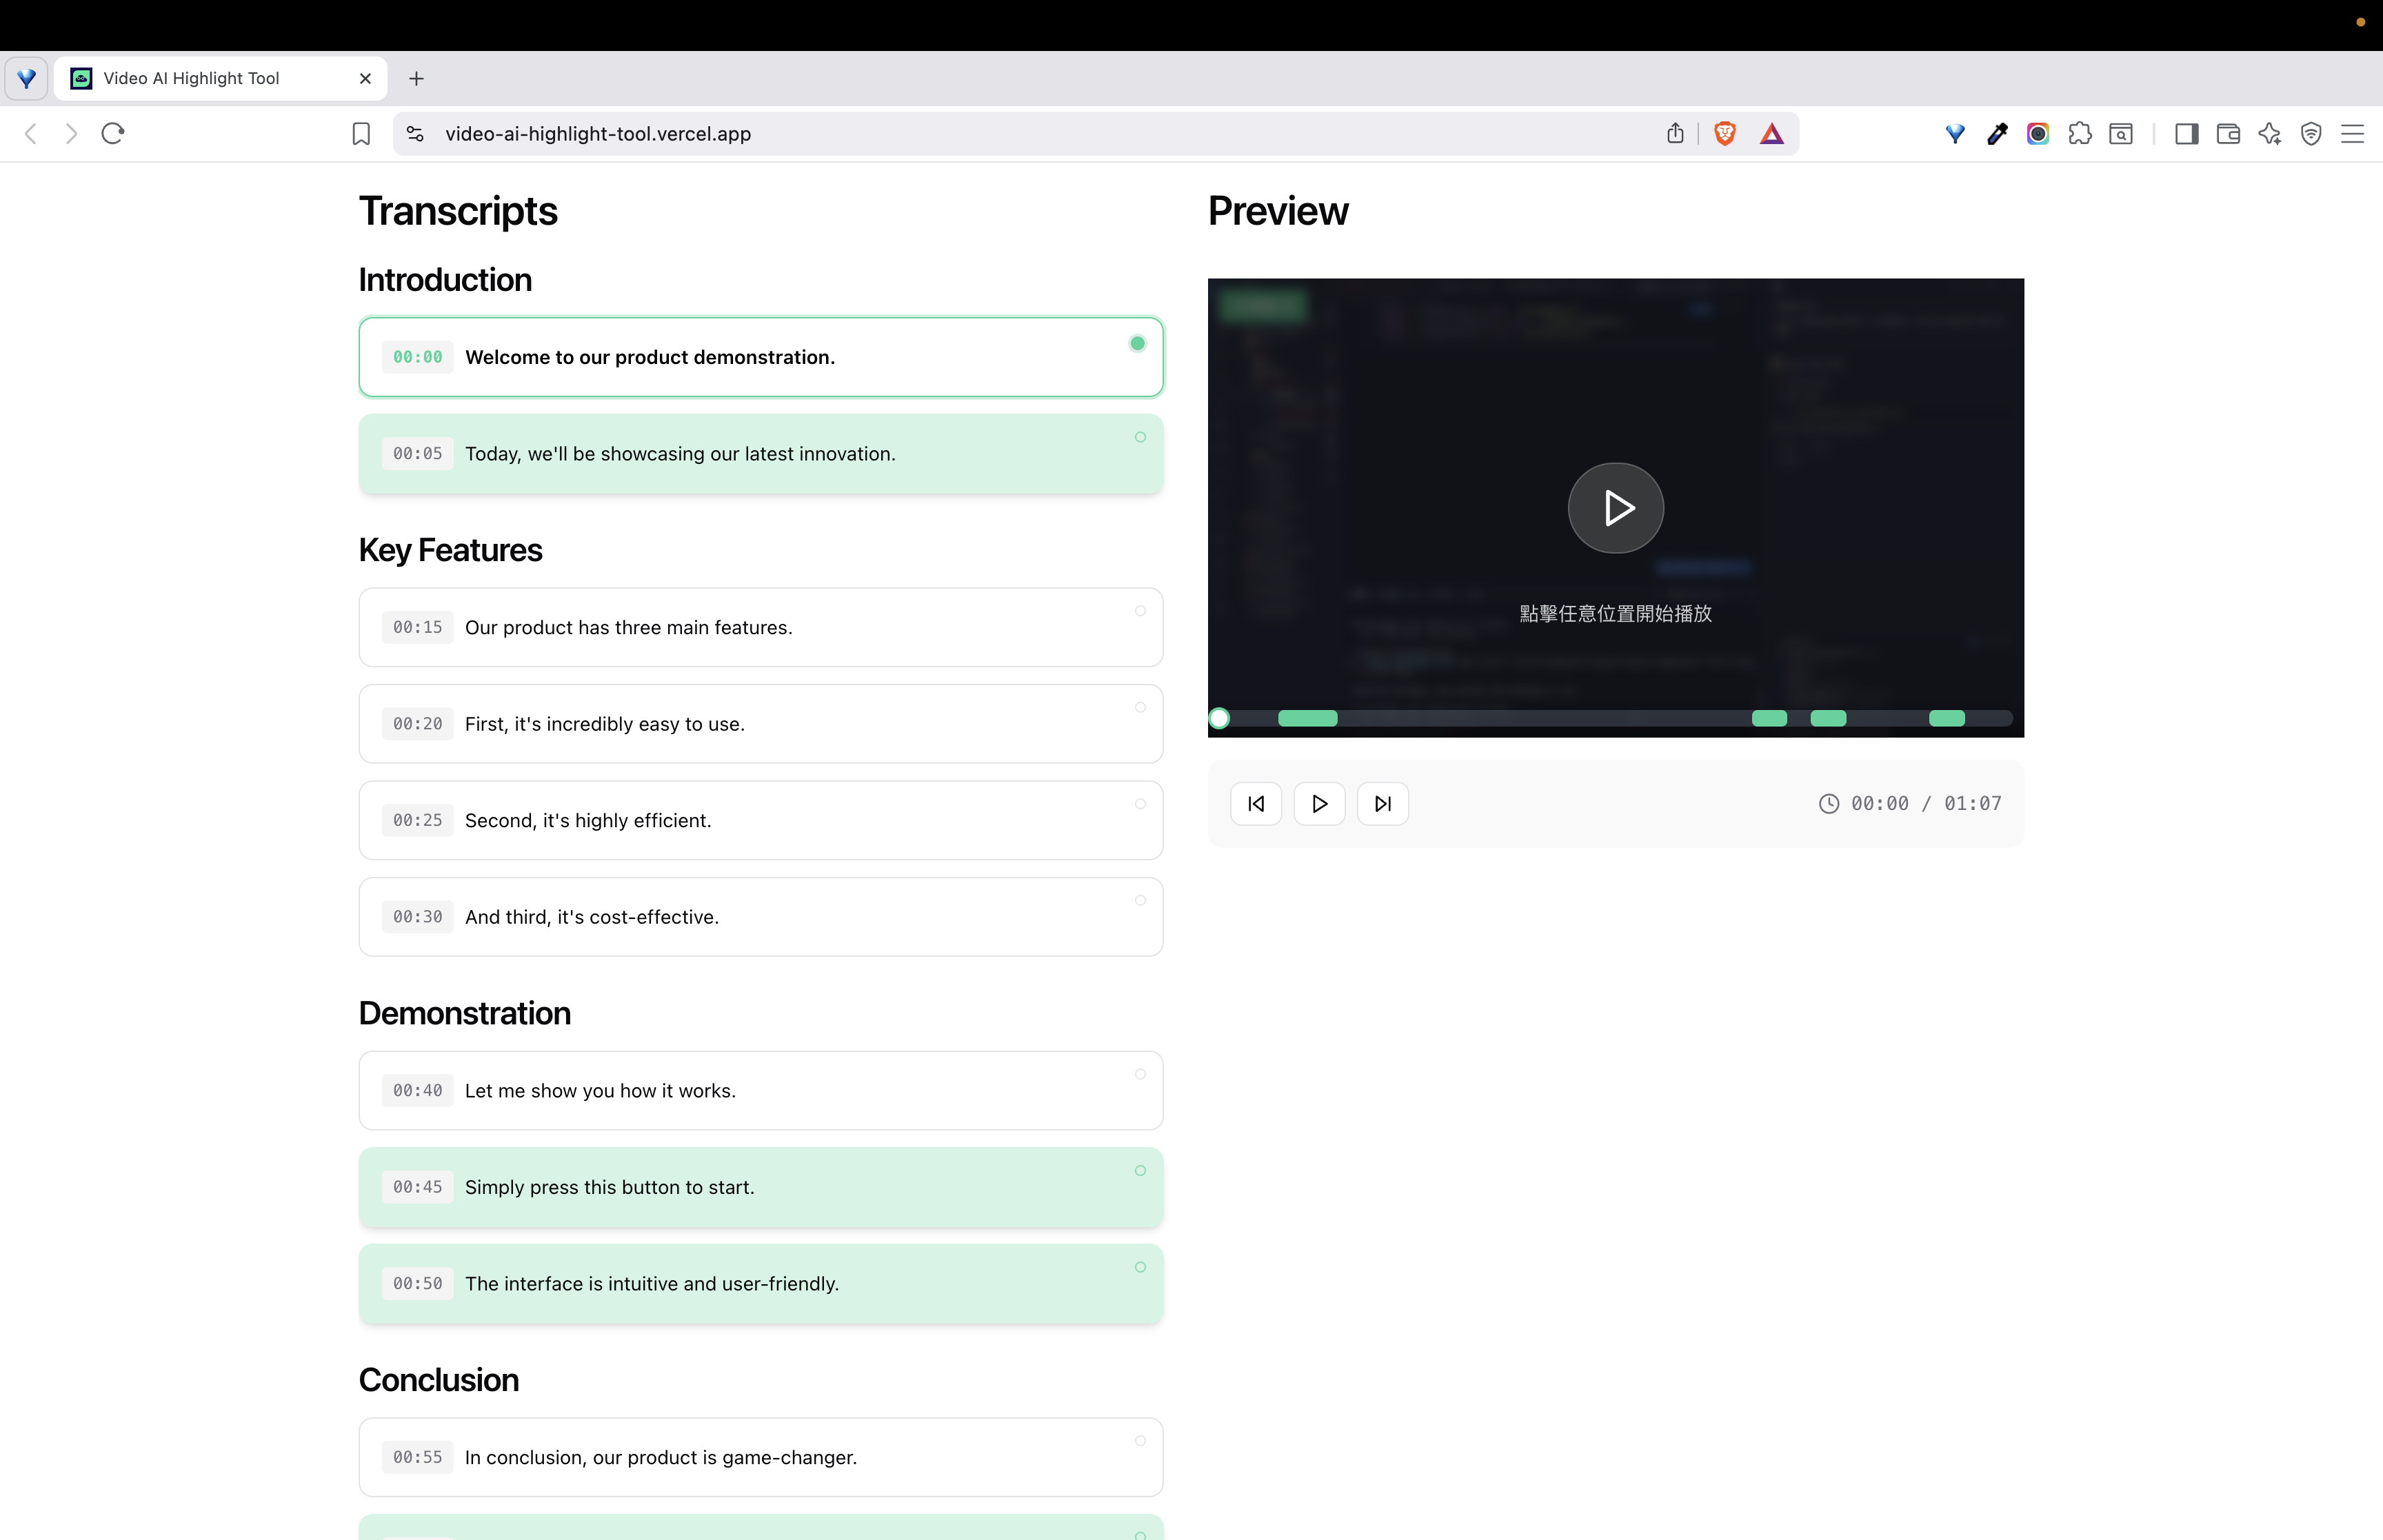 Video AI Highlight Tool
video-ai-highlight-tool.vercel.app
Transcripts
Introduction
00:00 Welcome to our product demonstration.
00:05 Today, we'll be showcasing our latest innovation.
Key Features
00:15 Our product has three main features.
00:20 First, it's incredibly easy to use.
00:25 Second, it's highly efficient.
00:30 And third, it's cost-effective.
Demonstration
00:40 Let me show you how it works.
00:45 Simply press this button to start.
00:50 The interface is intuitive and user-friendly.
Conclusion
00:55 In conclusion, our product is game-changer.
Preview
點擊任意位置開始播放
00:00 / 01:07